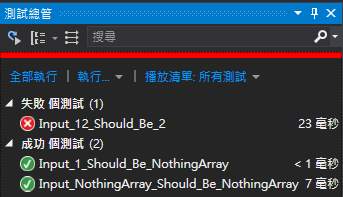 測試總管
搜尋
全部執行 | 執行... | 播放清單: 所有測試
失敗 個測試 (1)
Input_12_Should_Be_2 23 毫秒
成功 個測試 (2)
Input_1_Should_Be_NothingArray < 1 毫秒
Input_NothingArray_Should_Be_NothingArray 7 毫秒